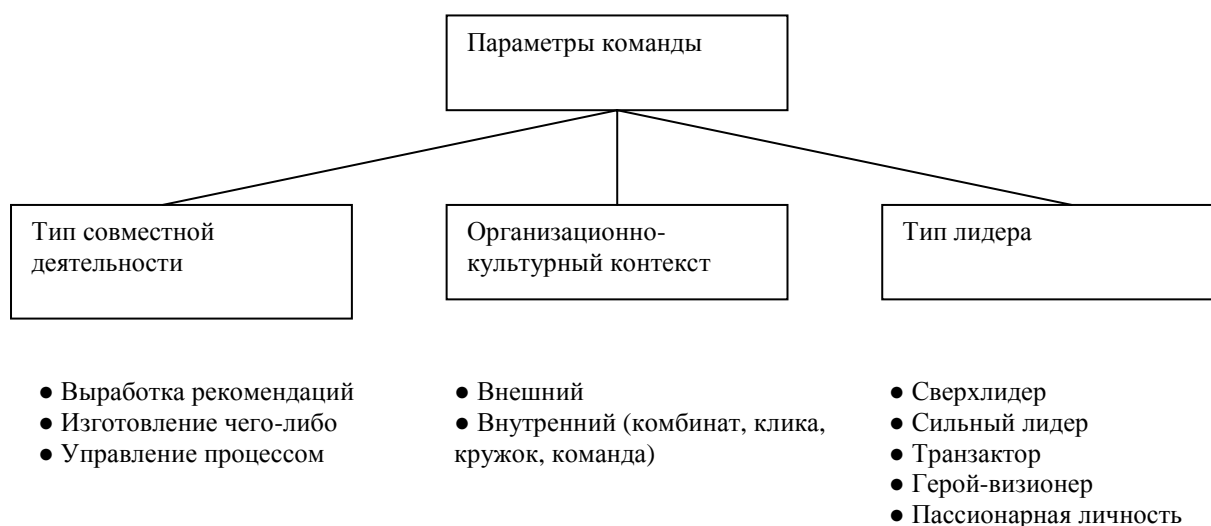 Параметры команды
Тип совместной
деятельности
Организационно-
культурный контекст
Тип лидера
● Выработка рекомендаций
● Изготовление чего-либо
● Управление процессом
● Внешний
● Внутренний (комбинат, клика,
кружок, команда)
● Сверхлидер
● Сильный лидер
● Транзактор
● Герой-визионер
● Пассионарная личность